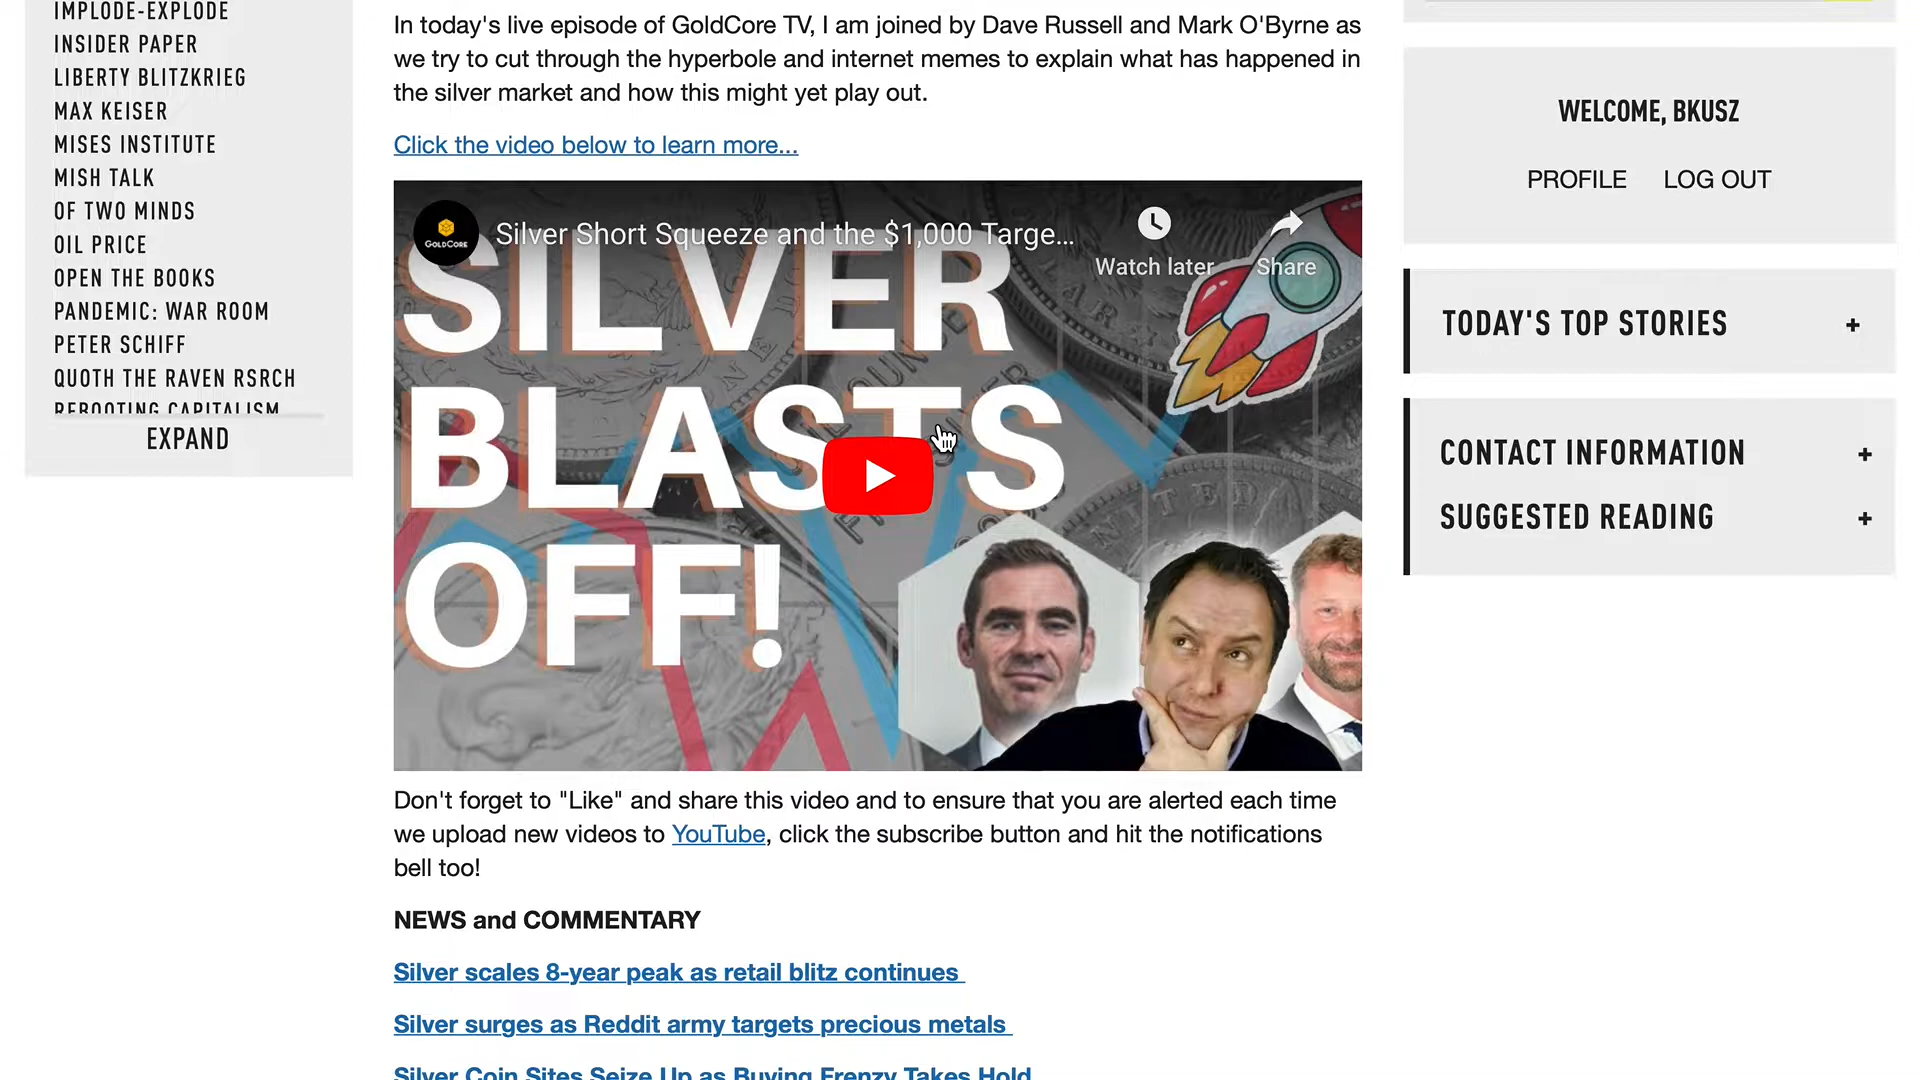 IMPLODE-EXPLODE
INSIDER PAPER
LIBERTY BLITZKRIEG
MAX KEISER
MISES INSTITUTE
MISH TALK
OF TWO MINDS
OIL PRICE
OPEN THE BOOKS
PANDEMIC: WAR ROOM
PETER SCHIFF
QUOTH THE RAVEN RSRCH
REBOOTING CAPITALISM
EXPAND
In today's live episode of GoldCore TV, I am joined by Dave Russell and Mark O'Byrne as
we try to cut through the hyperbole and internet memes to explain what has happened in
the silver market and how this might yet play out.
Click the video below to learn more...
GOLDCORE
Silver Short Squeeze and the $1,000 Targe...
Watch later
Share
SILVER
BLASTS
OFF!
Don't forget to "Like" and share this video and to ensure that you are alerted each time
we upload new videos to YouTube, click the subscribe button and hit the notifications
bell too!
NEWS and COMMENTARY
Silver scales 8-year peak as retail blitz continues
Silver surges as Reddit army targets precious metals
Silver Coin Sites Seize Up as Buying Frenzy Takes Hold
WELCOME, BKUSZ
PROFILE LOG OUT
TODAY'S TOP STORIES +
CONTACT INFORMATION +
SUGGESTED READING +